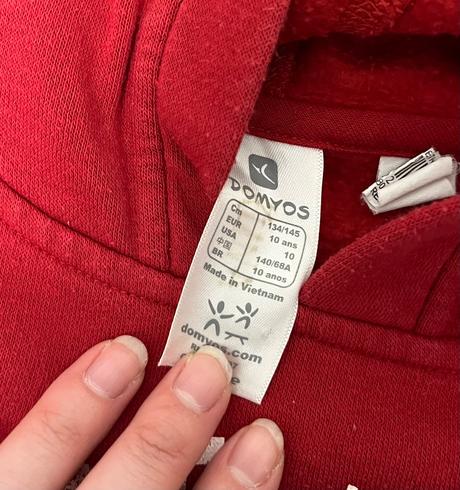 DOMYOS
Cm 134/145
EUR 10 ans
USA 10
中国 140/68A
BR 10 anos
Made in Vietnam
domyos.com